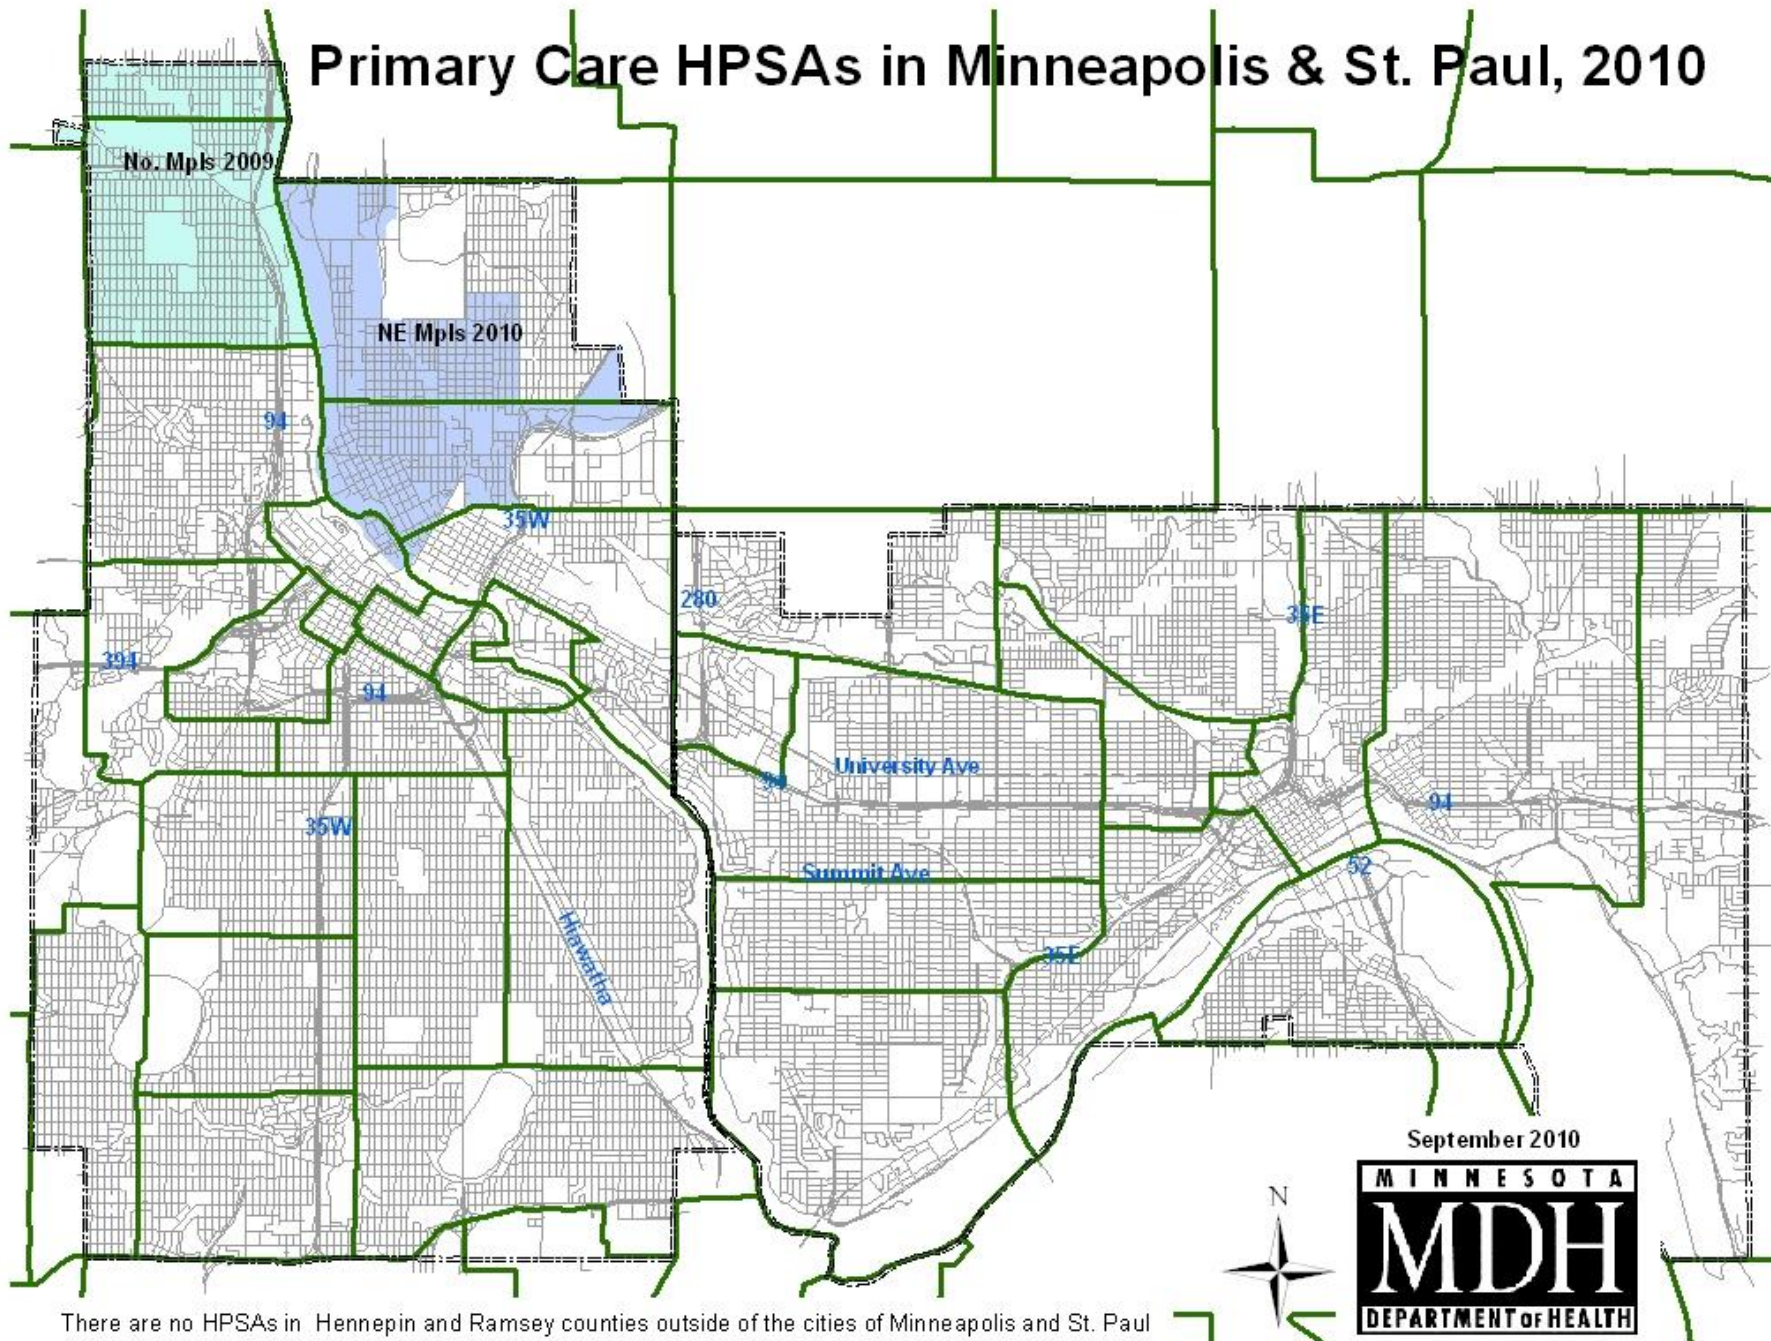 Primary Care HPSAs in Minneapolis & St. Paul, 2010
No. Mpls 2009
NE Mpls 2010
94
35W
280
35E
394
94
University Ave
94
94
35W
Summit Ave
52
Hiawatha
35E
September 2010
MINNESOTA
MDH
DEPARTMENT OF HEALTH
N
There are no HPSAs in Hennepin and Ramsey counties outside of the cities of Minneapolis and St. Paul